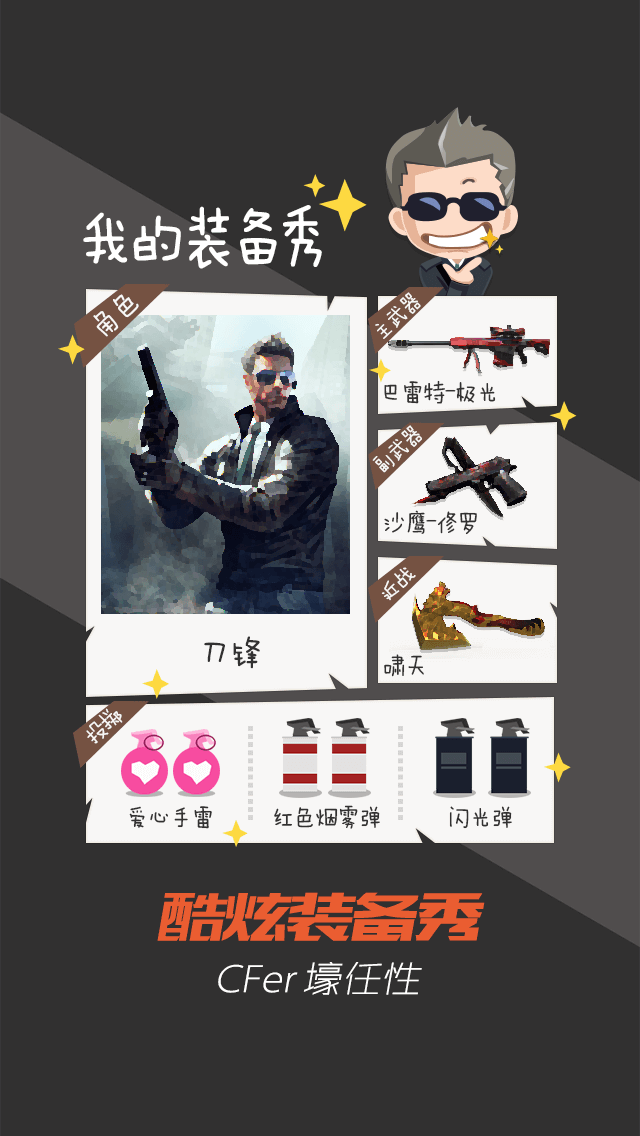 我的装备秀
角色
刀锋
主武器
巴雷特-极光
副武器
沙鹰-修罗
近战
啸天
投掷
爱心手雷
红色烟雾弹
闪光弹
酷炫装备秀
CFer 壕任性